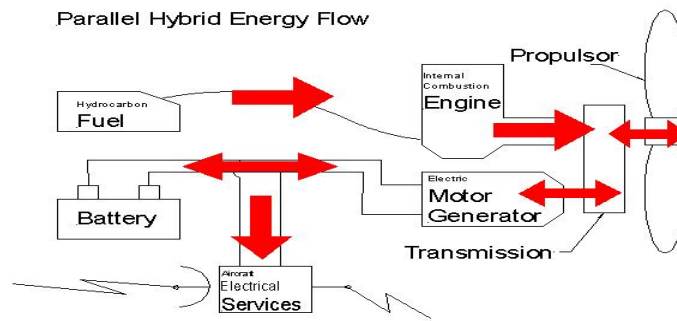 Parallel Hybrid Energy Flow
Propulsor
Internal
Combustion
Engine
Hydrocarbon
Fuel
Electric
Motor
Generator
Battery
Transmission
Aircraft
Electrical
Services